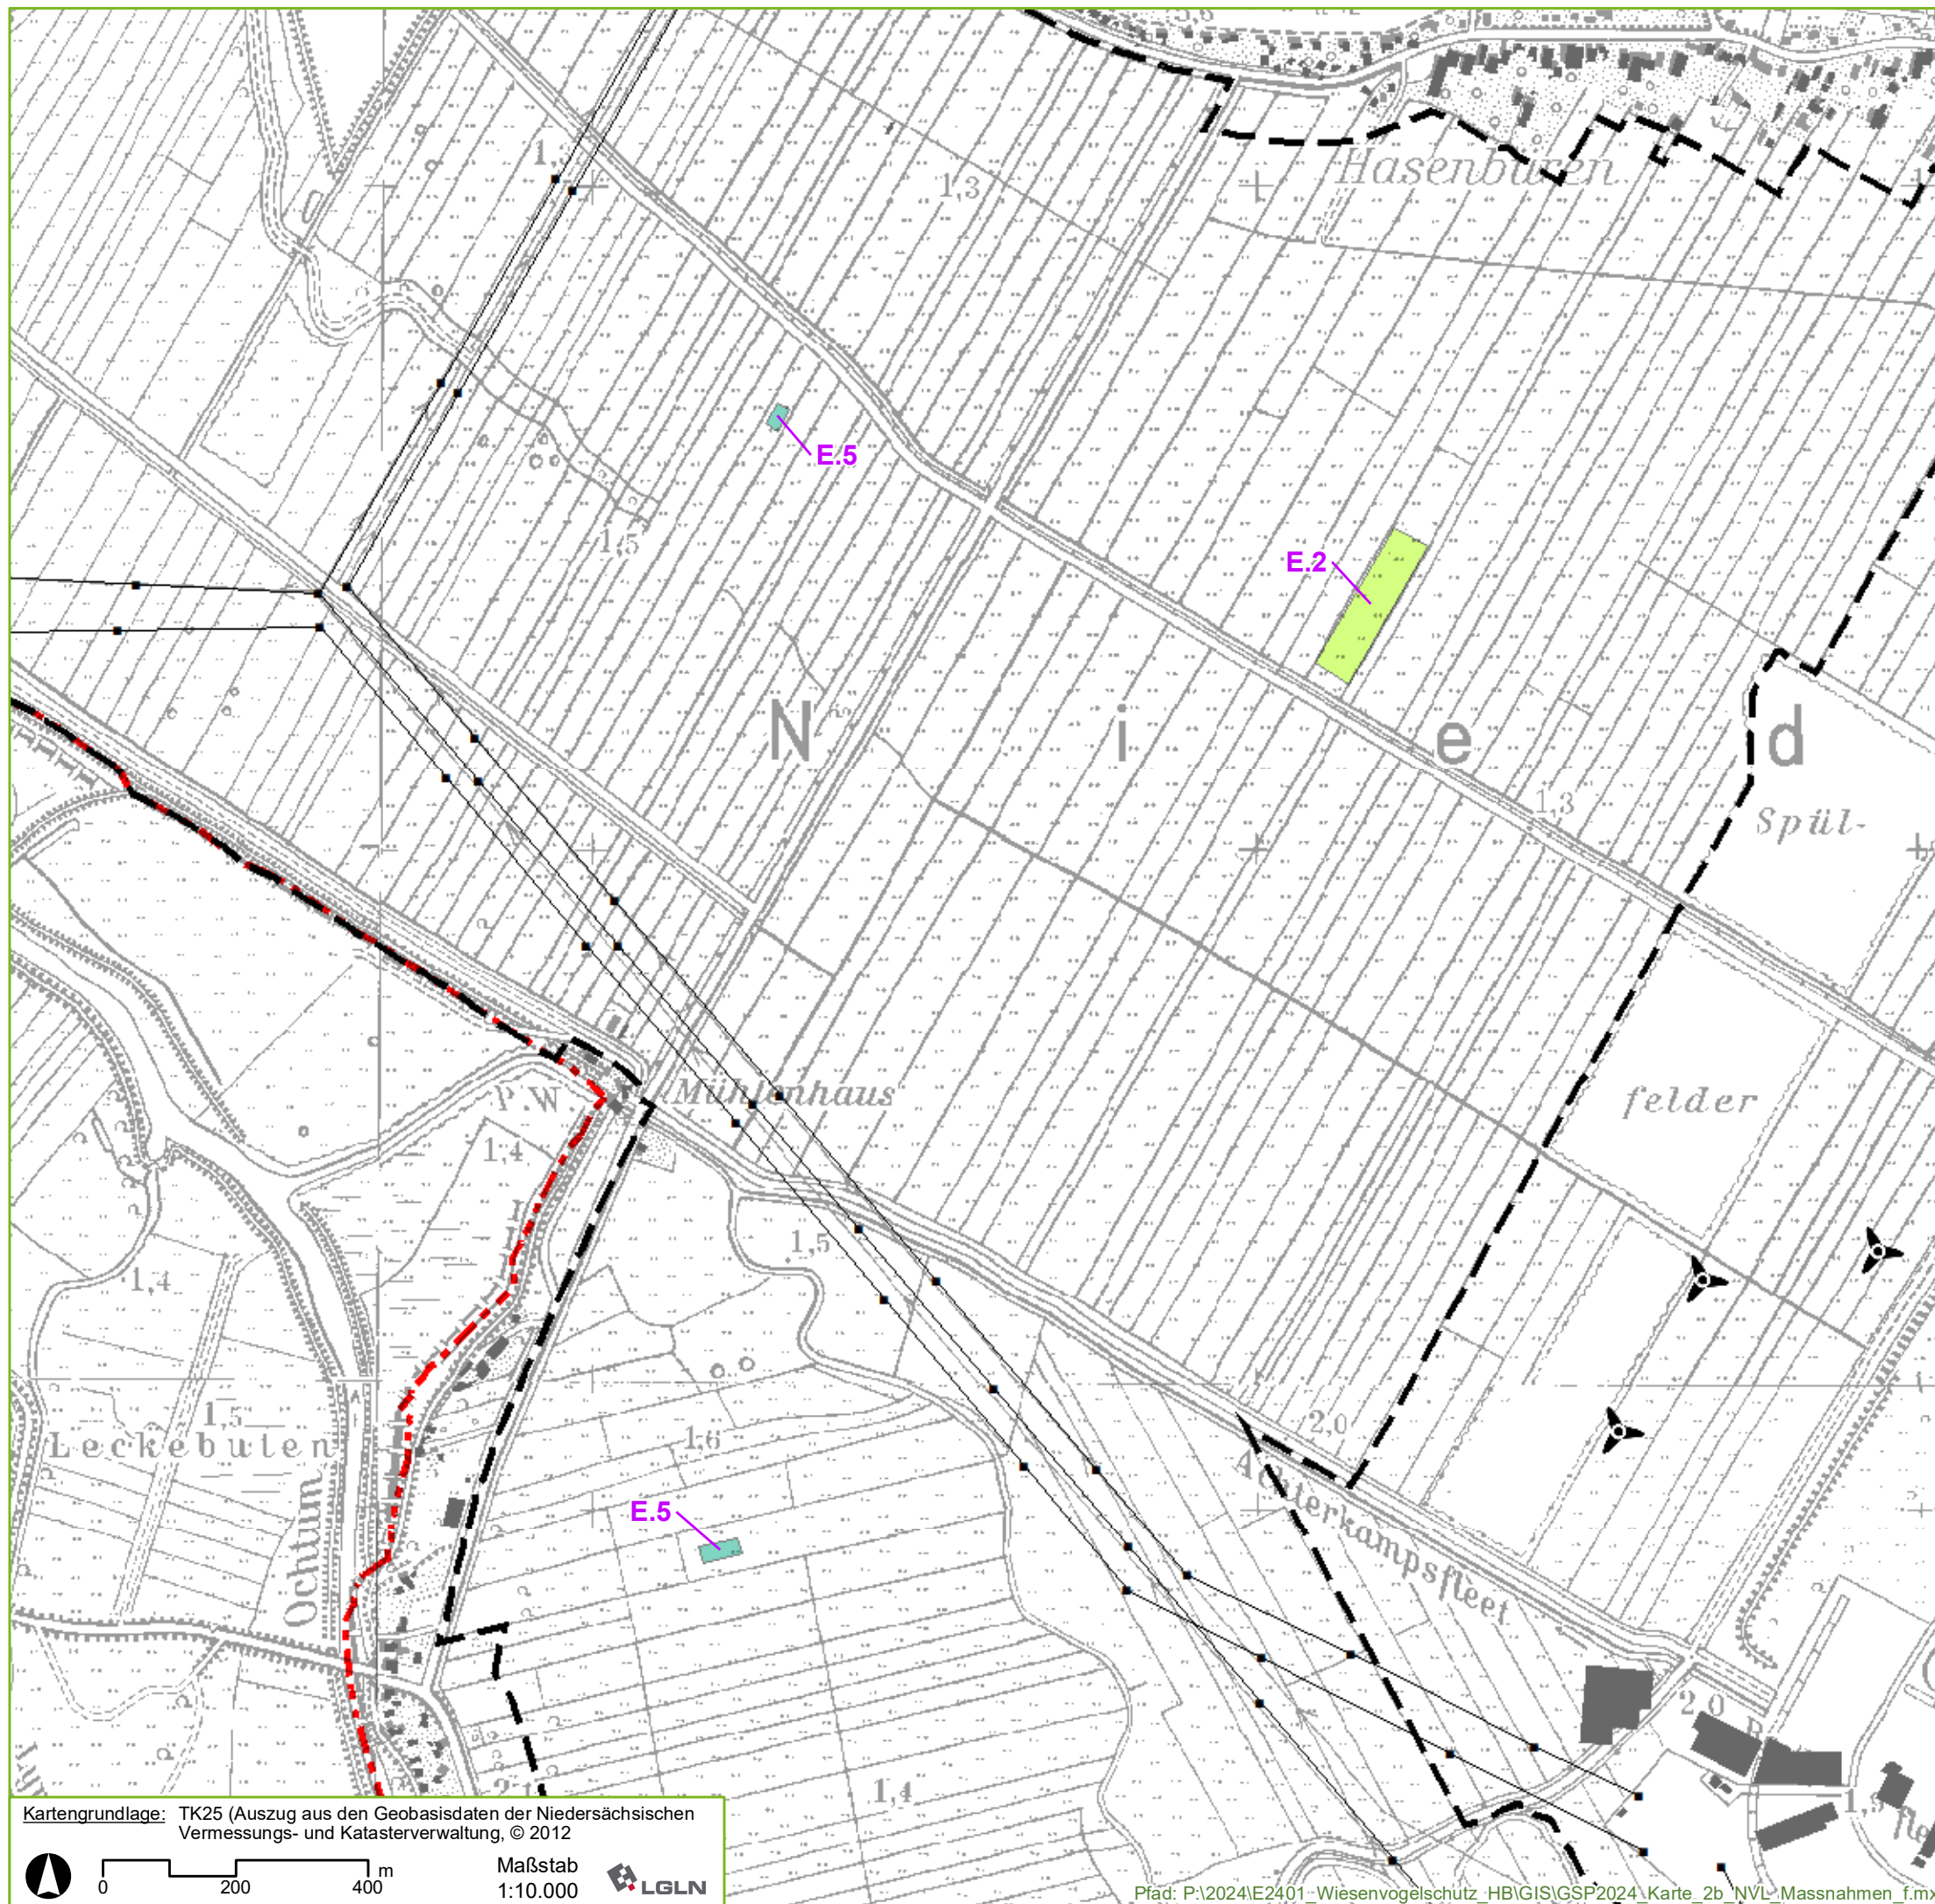 Hasenbüren
1,3
E.5
E.2
1,5
N i e d
1,3
Spül-
felder
P.W.
Mühlenhaus
1,4
1,5
1,4
1,5
Leckebuten
1,6
2,0
Achterkampsfleet
E.5
Ochtum
2,0
1,4
Kartengrundlage: TK25 (Auszug aus den Geobasisdaten der Niedersächsischen
Vermessungs- und Katasterverwaltung, © 2012
0 200 400 m
Maßstab
1:10.000
LGLN
Pfad: P:\2024\E2401_Wiesenvogelschutz_HB\GIS\GSP2024_Karte_2b_NVL_Massnahmen_f.mx